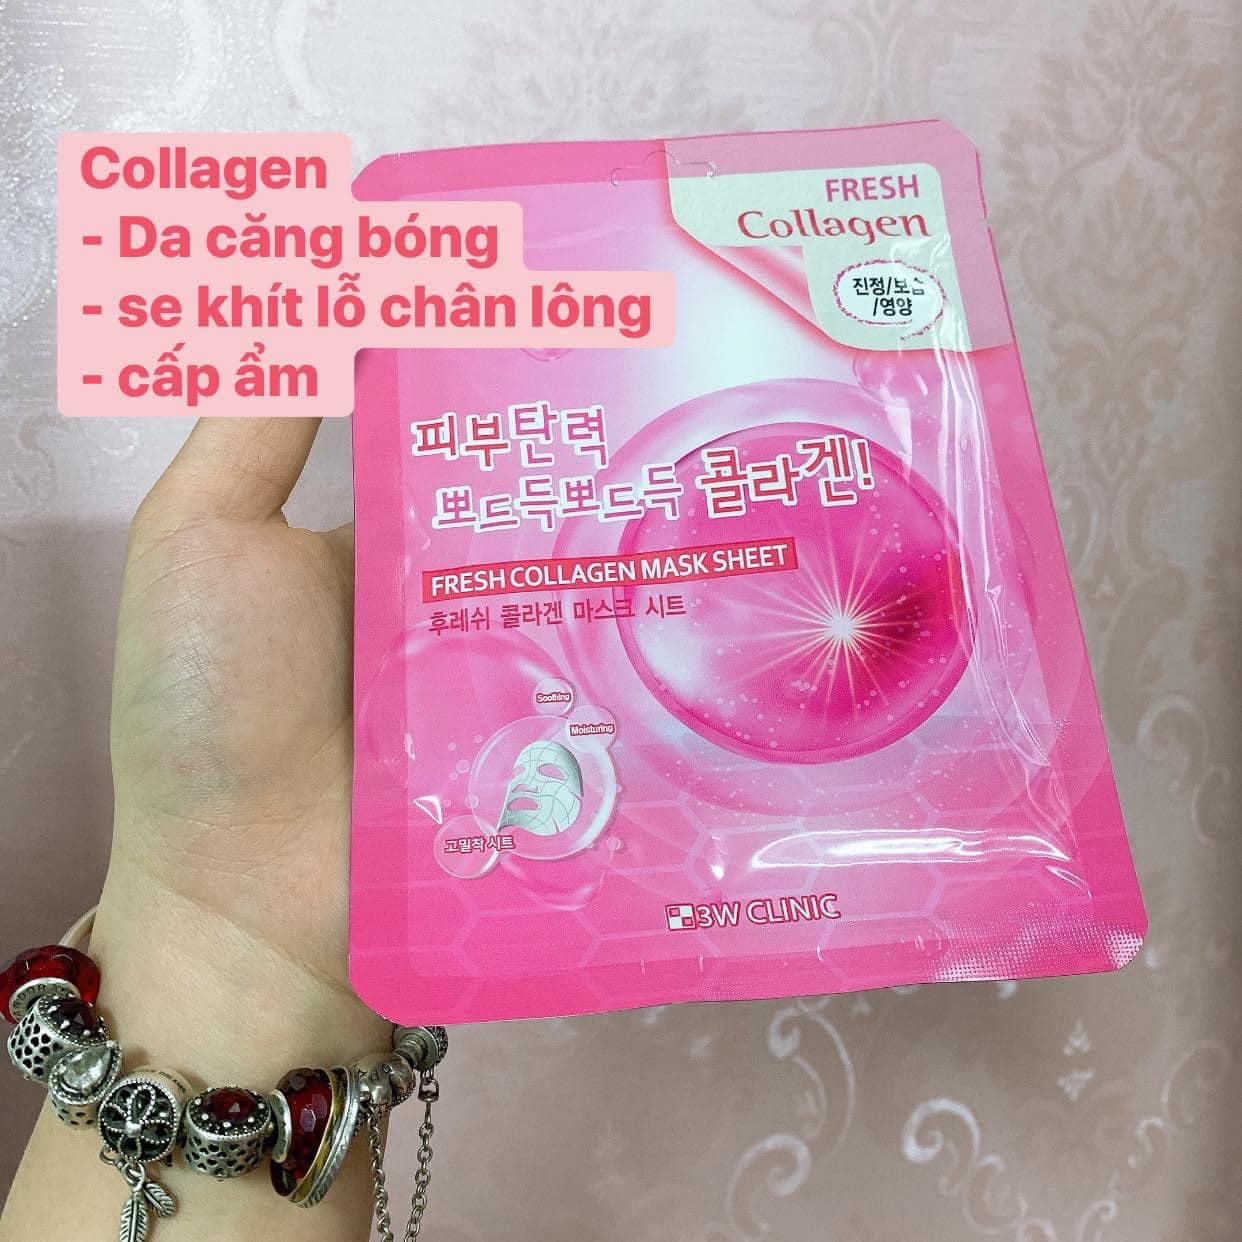 Collagen
- Da căng bóng
- se khít lỗ chân lông
- cấp ẩm
FRESH
Collagen
진정/보습
/영양
피부탄력
뽀드득뽀드득 콜라겐!
FRESH COLLAGEN MASK SHEET
후레쉬 콜라겐 마스크 시트
Soothing
Moisturing
고밀착 시트
3W CLINIC